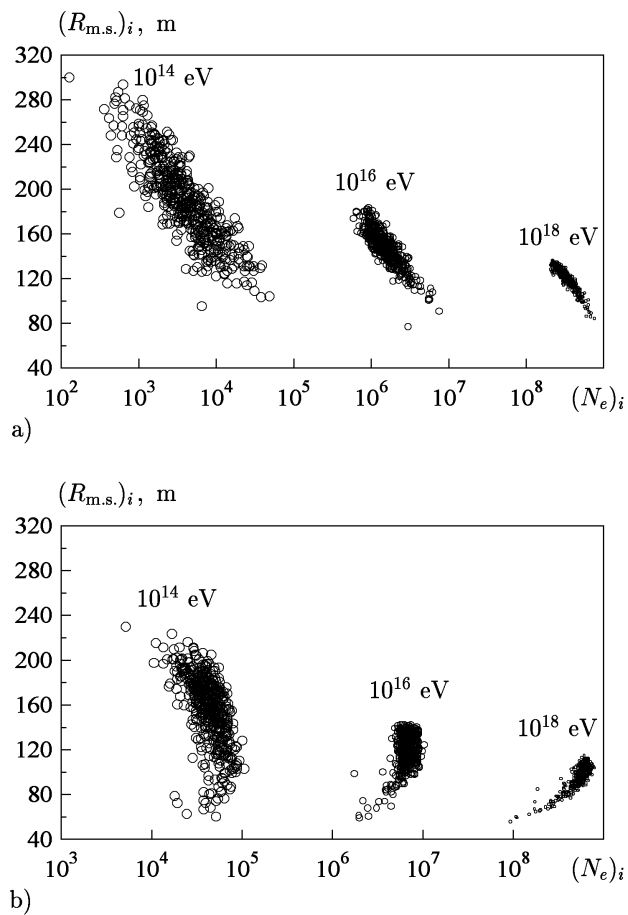 (R_{m.s.})_i, m
320
280
240
200
160
120
80
40
10^{14} eV
10^{16} eV
10^{18} eV
10^2 10^3 10^4 10^5 10^6 10^7 10^8 (N_e)_i
a)
(R_{m.s.})_i, m
320
280
240
200
160
120
80
40
10^{14} eV
10^{16} eV
10^{18} eV
10^3 10^4 10^5 10^6 10^7 10^8 (N_e)_i
b)